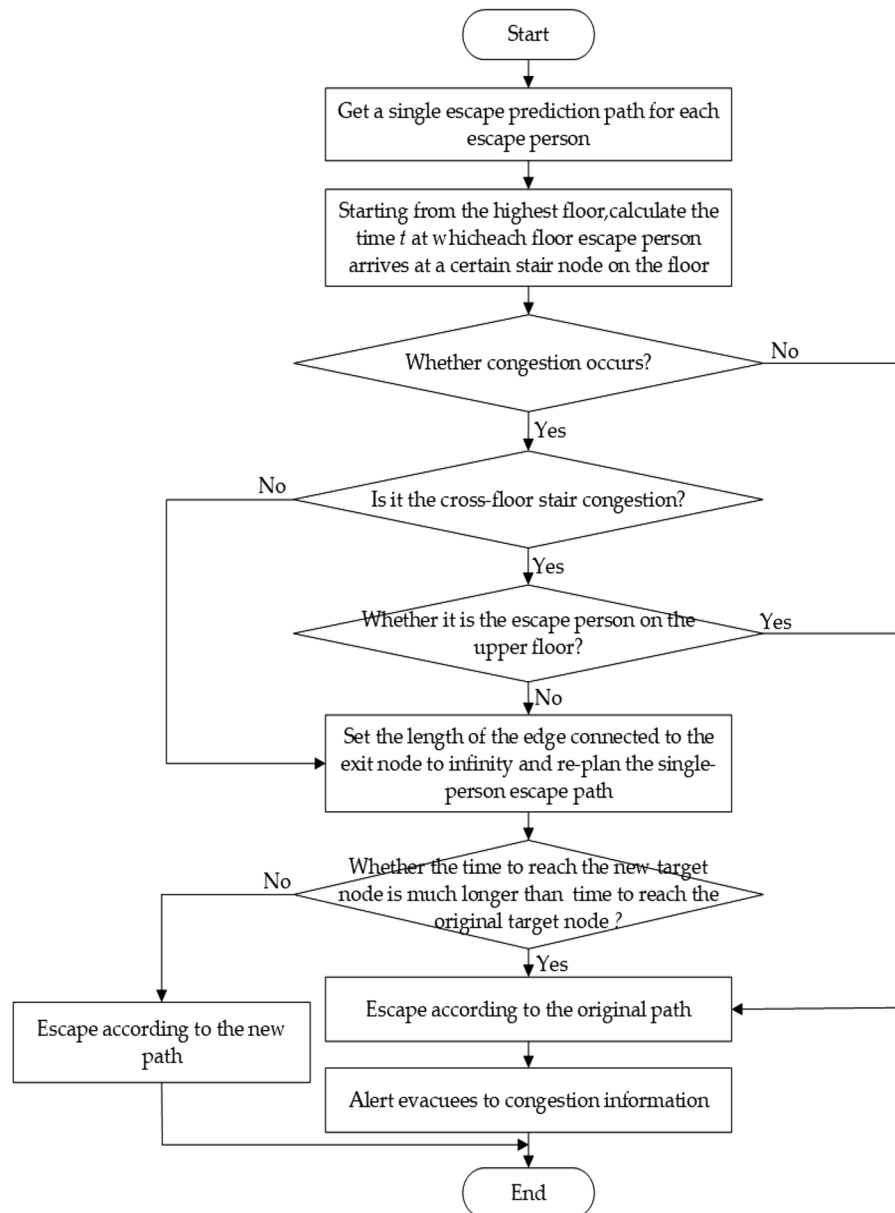 Start
Get a single escape prediction path for each
escape person
Starting from the highest floor,calculate the
time t at whicheach floor escape person
arrives at a certain stair node on the floor
Whether congestion occurs?
No
Yes
No
Is it the cross-floor stair congestion?
Yes
Whether it is the escape person on the
upper floor?
Yes
No
Set the length of the edge connected to the
exit node to infinity and re-plan the single-
person escape path
Whether the time to reach the new target
node is much longer than time to reach the
original target node ?
No
Yes
Escape according to the original path
Escape according to the new
path
Alert evacuees to congestion information
End